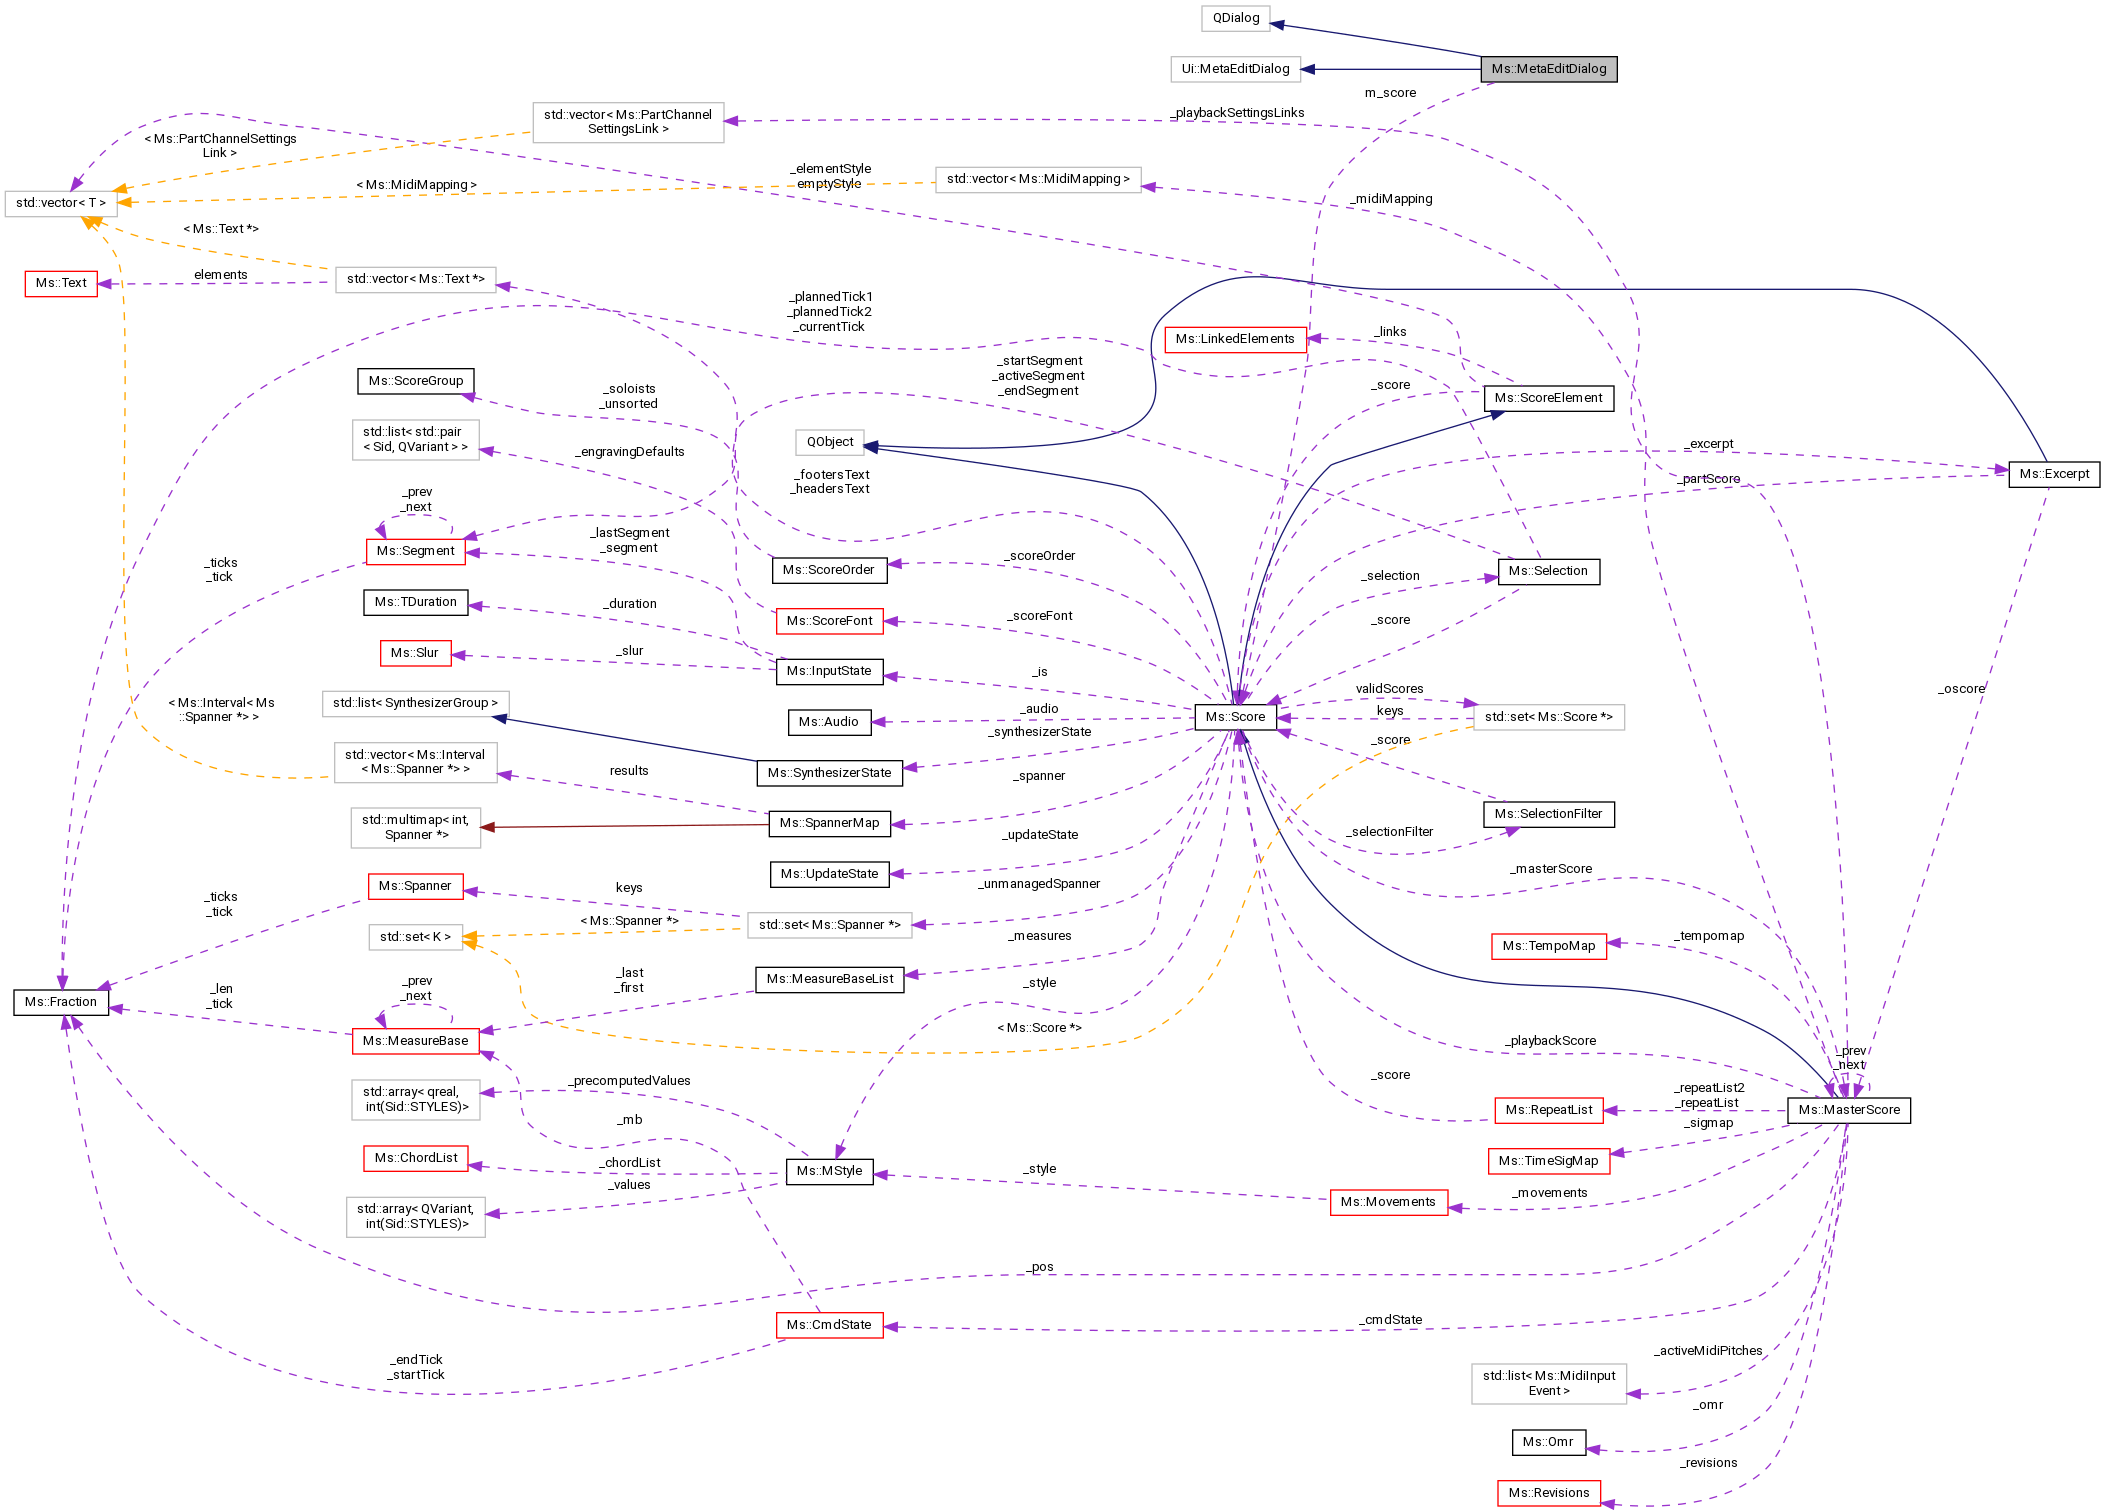 QDialog
Ui::MetaEditDialog
Ms::MetaEditDialog
m_score
std::vector< Ms::PartChannel
SettingsLink >
_playbackSettingsLinks
< Ms::PartChannelSettings
Link >
std::vector< T >
< Ms::MidiMapping >
_elementStyle
emptyStyle
std::vector< Ms::MidiMapping >
_midiMapping
< Ms::Text *>
Ms::Text
elements
std::vector< Ms::Text *>
_plannedTick1
_plannedTick2
_currentTick
Ms::LinkedElements
_links
Ms::ScoreGroup
_soloists
_unsorted
_startSegment
_activeSegment
_endSegment
_score
Ms::ScoreElement
std::list< std::pair
< Sid, QVariant > >
_engravingDefaults
QObject
_footersText
_headersText
_excerpt
_partScore
Ms::Excerpt
_prev
_next
Ms::Segment
_lastSegment
_segment
_ticks
_tick
Ms::ScoreOrder
_scoreOrder
_selection
Ms::Selection
Ms::TDuration
_duration
Ms::ScoreFont
_scoreFont
_score
Ms::Slur
_slur
Ms::InputState
_is
< Ms::Interval< Ms
::Spanner *> >
std::list< SynthesizerGroup >
Ms::Audio
_audio
Ms::Score
validScores
keys
std::set< Ms::Score *>
_oscore
_synthesizerState
_score
std::vector< Ms::Interval
< Ms::Spanner *> >
results
Ms::SynthesizerState
_spanner
std::multimap< int,
Spanner *>
Ms::SpannerMap
Ms::SelectionFilter
_selectionFilter
_updateState
Ms::UpdateState
_masterScore
_ticks
_tick
Ms::Spanner
keys
_unmanagedSpanner
std::set< K >
< Ms::Spanner *>
std::set< Ms::Spanner *>
_measures
Ms::TempoMap
_tempomap
Ms::Fraction
_len
_tick
_prev
_next
Ms::MeasureBase
_last
_first
Ms::MeasureBaseList
_style
< Ms::Score *>
_playbackScore
_prev
_next
std::array< qreal,
int(Sid::STYLES)>
_precomputedValues
_score
Ms::RepeatList
_repeatList2
_repeatList
Ms::MasterScore
_mb
_sigmap
Ms::ChordList
_chordList
Ms::MStyle
_style
Ms::TimeSigMap
_values
std::array< QVariant,
int(Sid::STYLES)>
Ms::Movements
_movements
_pos
Ms::CmdState
_cmdState
_endTick
_startTick
_activeMidiPitches
std::list< Ms::MidiInput
Event >
_omr
Ms::Omr
_revisions
Ms::Revisions